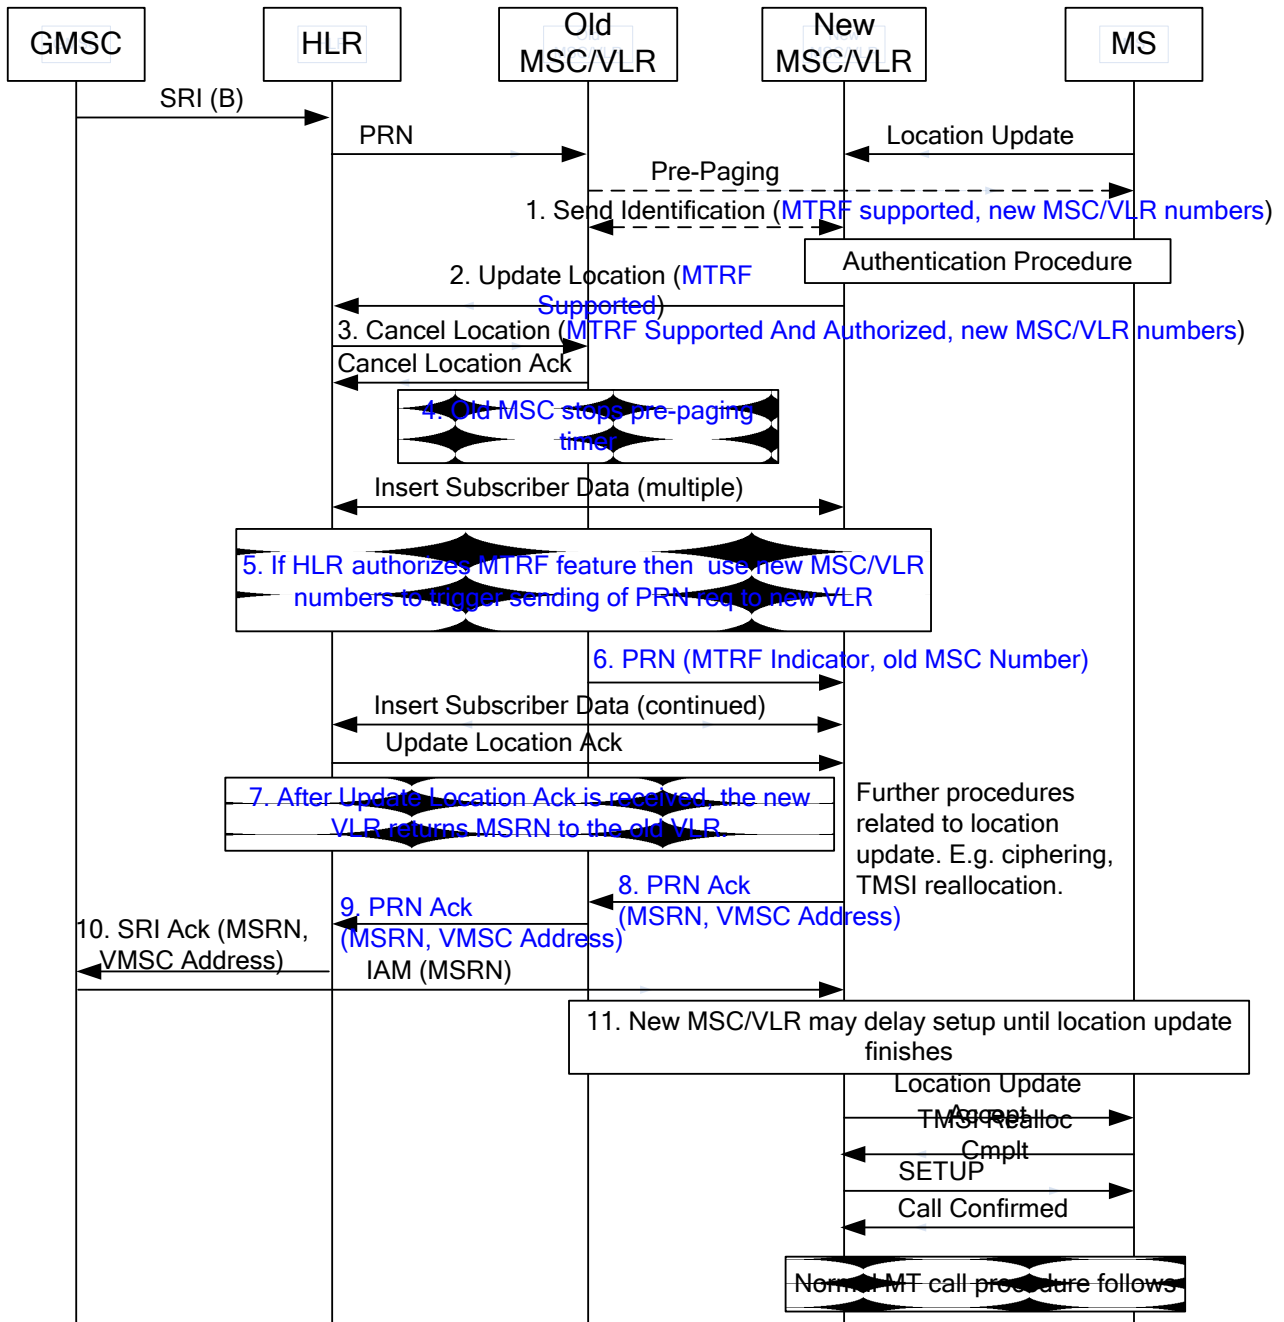 GMSC
HLR
Old
MSC/VLR
New
MSC/VLR
MS
SRI (B)
PRN
Location Update
Pre-Paging
1. Send Identification (MTRF supported, new MSC/VLR numbers)
Authentication Procedure
2. Update Location (MTRF
Supported)
3. Cancel Location (MTRF Supported And Authorized, new MSC/VLR numbers)
Cancel Location Ack
4. Old MSC stops pre-paging
timer
Insert Subscriber Data (multiple)
5. If HLR authorizes MTRF feature then  use new MSC/VLR
numbers to trigger sending of PRN req to new VLR
6. PRN (MTRF Indicator, old MSC Number)
Insert Subscriber Data (continued)
Update Location Ack
7. After Update Location Ack is received, the new
VLR returns MSRN to the old VLR.
Further procedures
related to location
update. E.g. ciphering,
TMSI reallocation.
8. PRN Ack
(MSRN, VMSC Address)
9. PRN Ack
(MSRN, VMSC Address)
10. SRI Ack (MSRN,
VMSC Address)
IAM (MSRN)
11. New MSC/VLR may delay setup until location update
finishes
Location Update
Accept
TMSI Realloc
Cmplt
SETUP
Call Confirmed
Normal MT call procedure follows